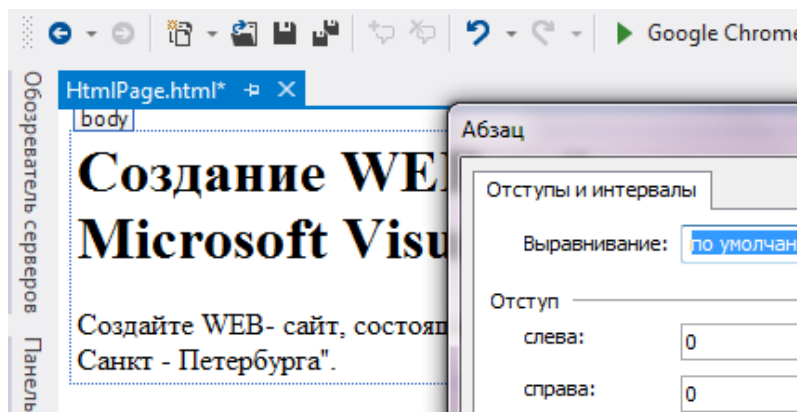 Google Chrome
Обозреватель серверов
Панель
HtmlPage.html*
body
Создание WE
Microsoft Visu
Создайте WEB- сайт, состоящ
Санкт - Петербурга".
Абзац
Отступы и интервалы
Выравнивание: по умолчан
Отступ
слева: 0
справа: 0